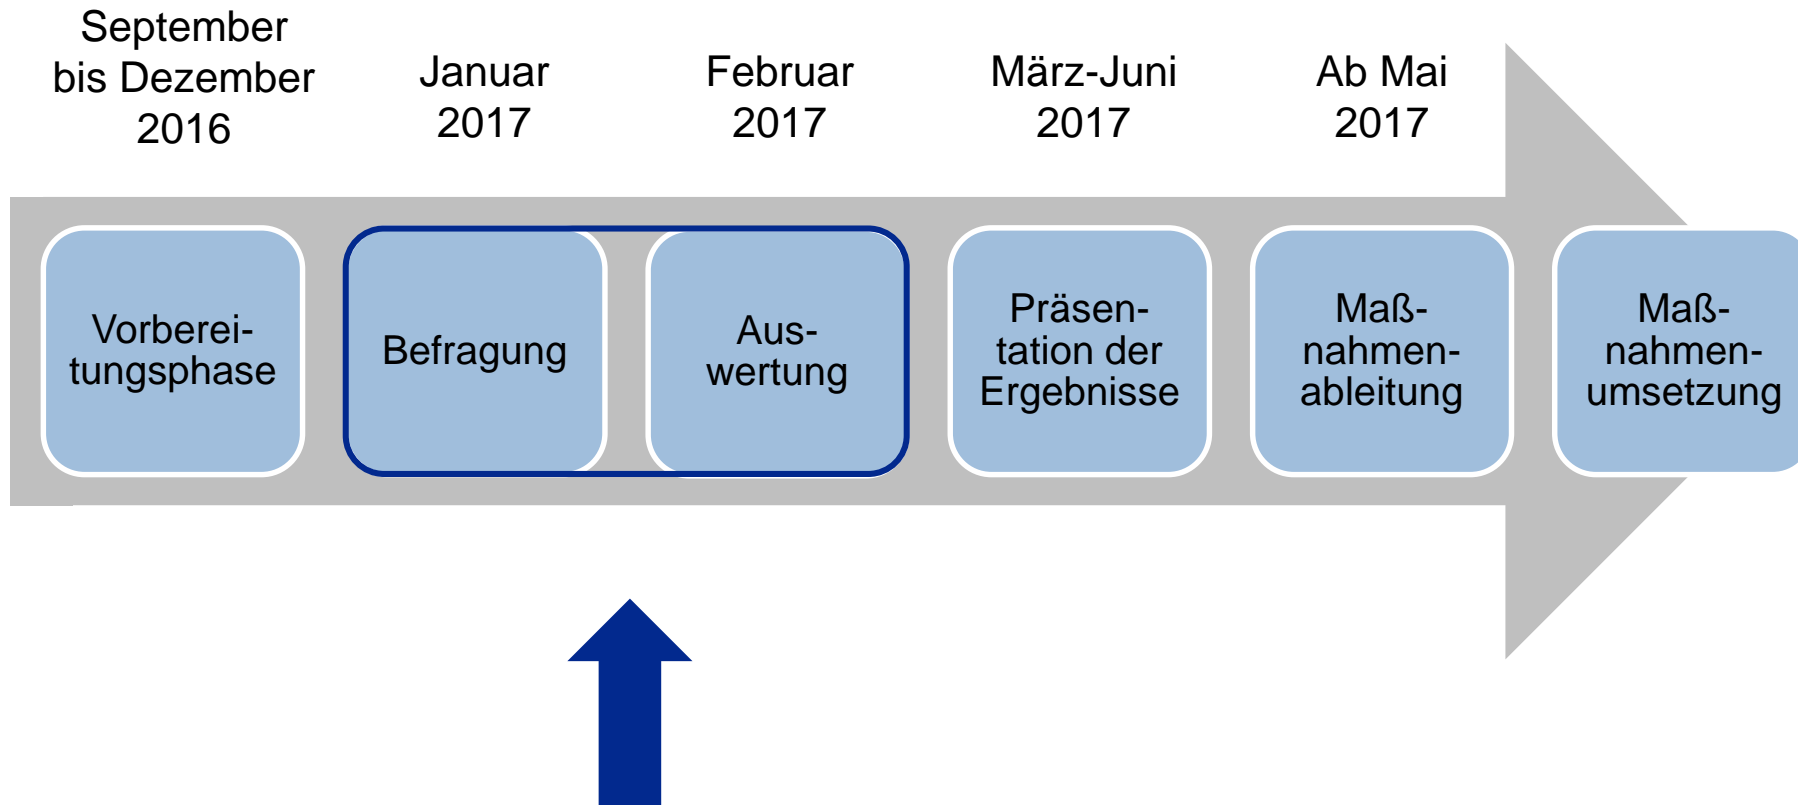 September
bis Dezember
2016
Januar
2017
Februar
2017
März-Juni
2017
Ab Mai
2017
Vorberei-
tungsphase
Befragung
Aus-
wertung
Präsen-
tation der
Ergebnisse
Maß-
nahmen-
ableitung
Maß-
nahmen-
umsetzung